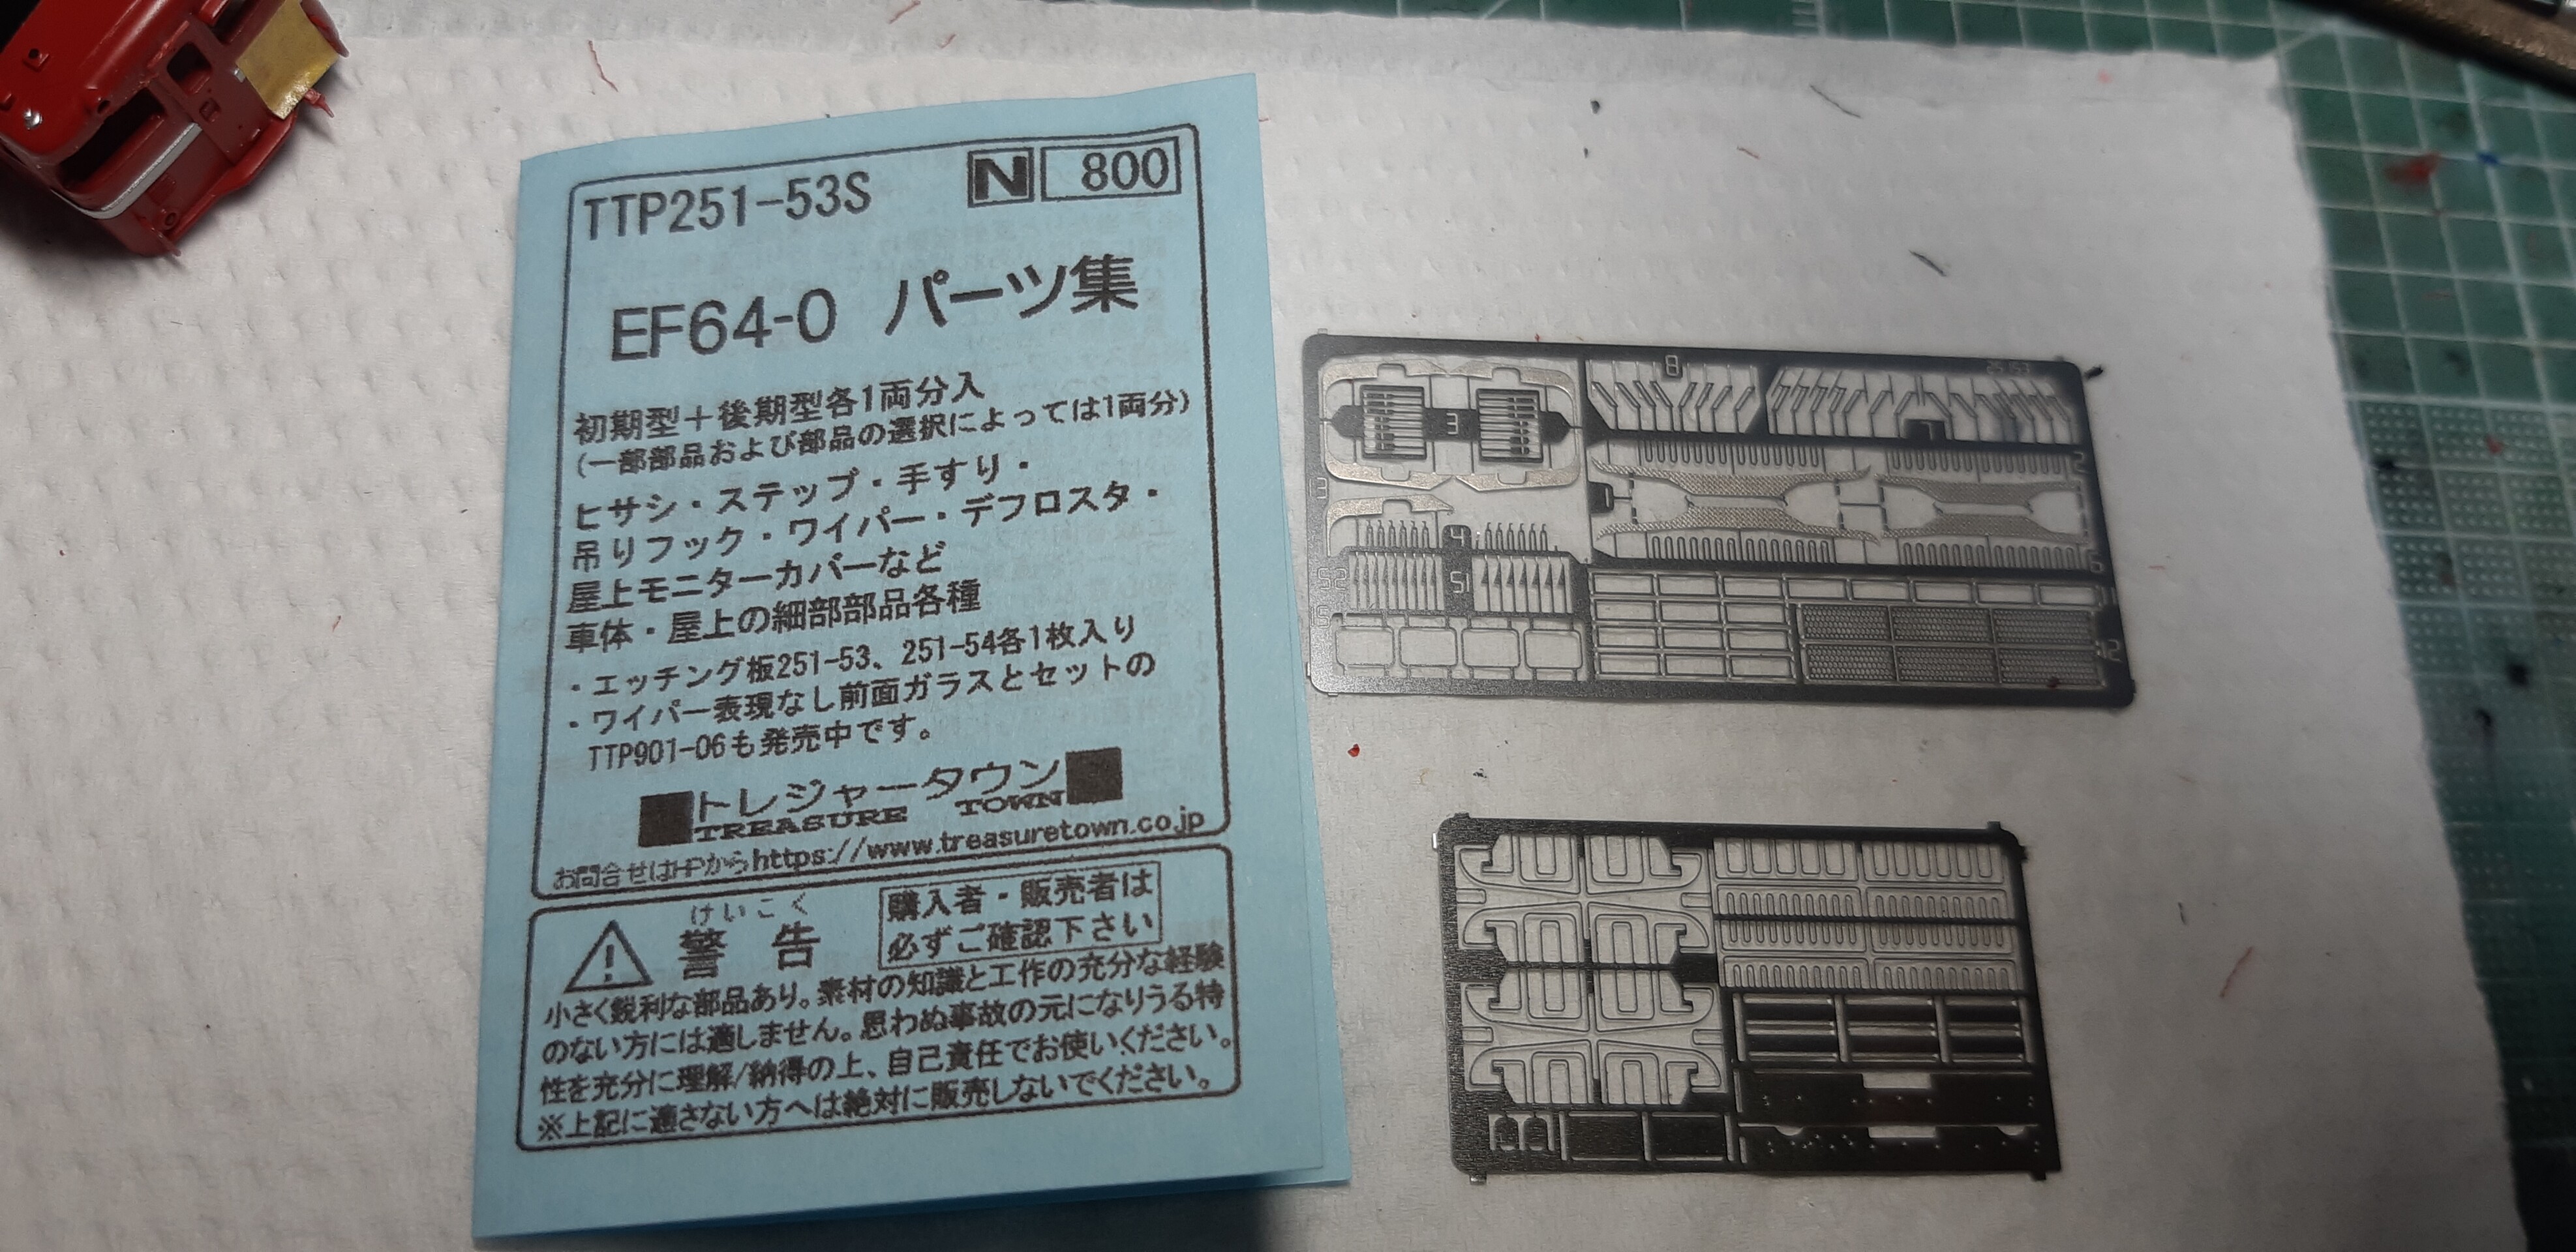 TTP251-53S N 800
EF64-0 パーツ集
初期型＋後期型各1両分入
(一部部品および部品の選択によっては1両分)
ヒサシ・ステップ・手すり・
吊りフック・ワイパー・デフロスタ・
屋上モニターカバーなど
車体・屋上の細部部品各種
・エッチング板251-53、251-54各1枚入り
・ワイパー表現なし前面ガラスとセットの
TTP901-06も発売中です。
トレジャータウン
TREASURE TOWN
お問合せはHPからhttps://www.treasuretown.co.jp
けいこく
警告
購入者・販売者は
必ずご確認下さい
小さく鋭利な部品あり。素材の知識と工作の充分な経験
のない方には適しません。思わぬ事故の元になりうる特
性を充分に理解/納得の上、自己責任でお使いください。
※上記に適さない方へは絶対に販売しないでください。
8
3
7
2
3
1
4
6
52
51
12